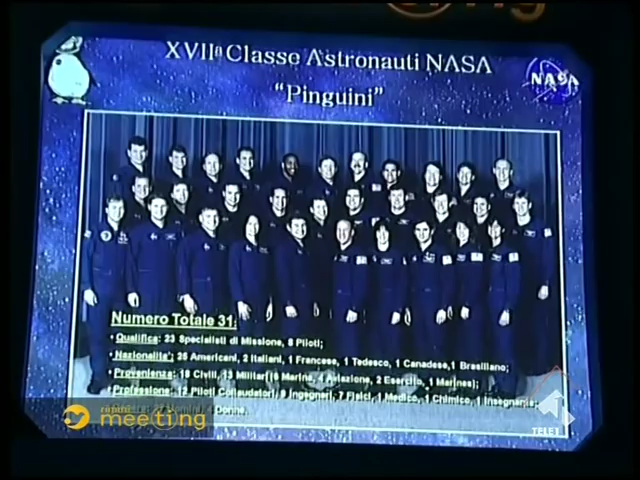 XVIIª Classe Astronauti NASA
"Pinguini"
NASA
Numero Totale 31:
• Qualifica: 23 Specialisti di Missione, 8 Piloti;
• Nazionalita': 25 Americani, 2 Italiani, 1 Francese, 1 Tedesco, 1 Canadese, 1 Brasiliano;
• Provenienza: 18 Civili, 13 Militari (6 Marina, 4 Aviazione, 2 Esercito, 1 Marines);
• Professione: 12 Piloti Collaudatori, 8 Ingegneri, 7 Fisici, 1 Medico, 1 Chimico, 1 Insegnante;
4 Donne.
meeting
TELE1